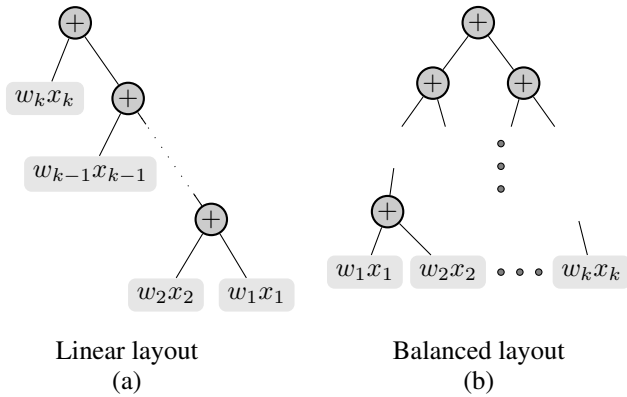 +
w_k x_k
+
w_{k−1} x_{k−1}
+
w_2 x_2 w_1 x_1
Linear layout
(a)
+
+ +
+
w_1 x_1 w_2 x_2 w_k x_k
Balanced layout
(b)